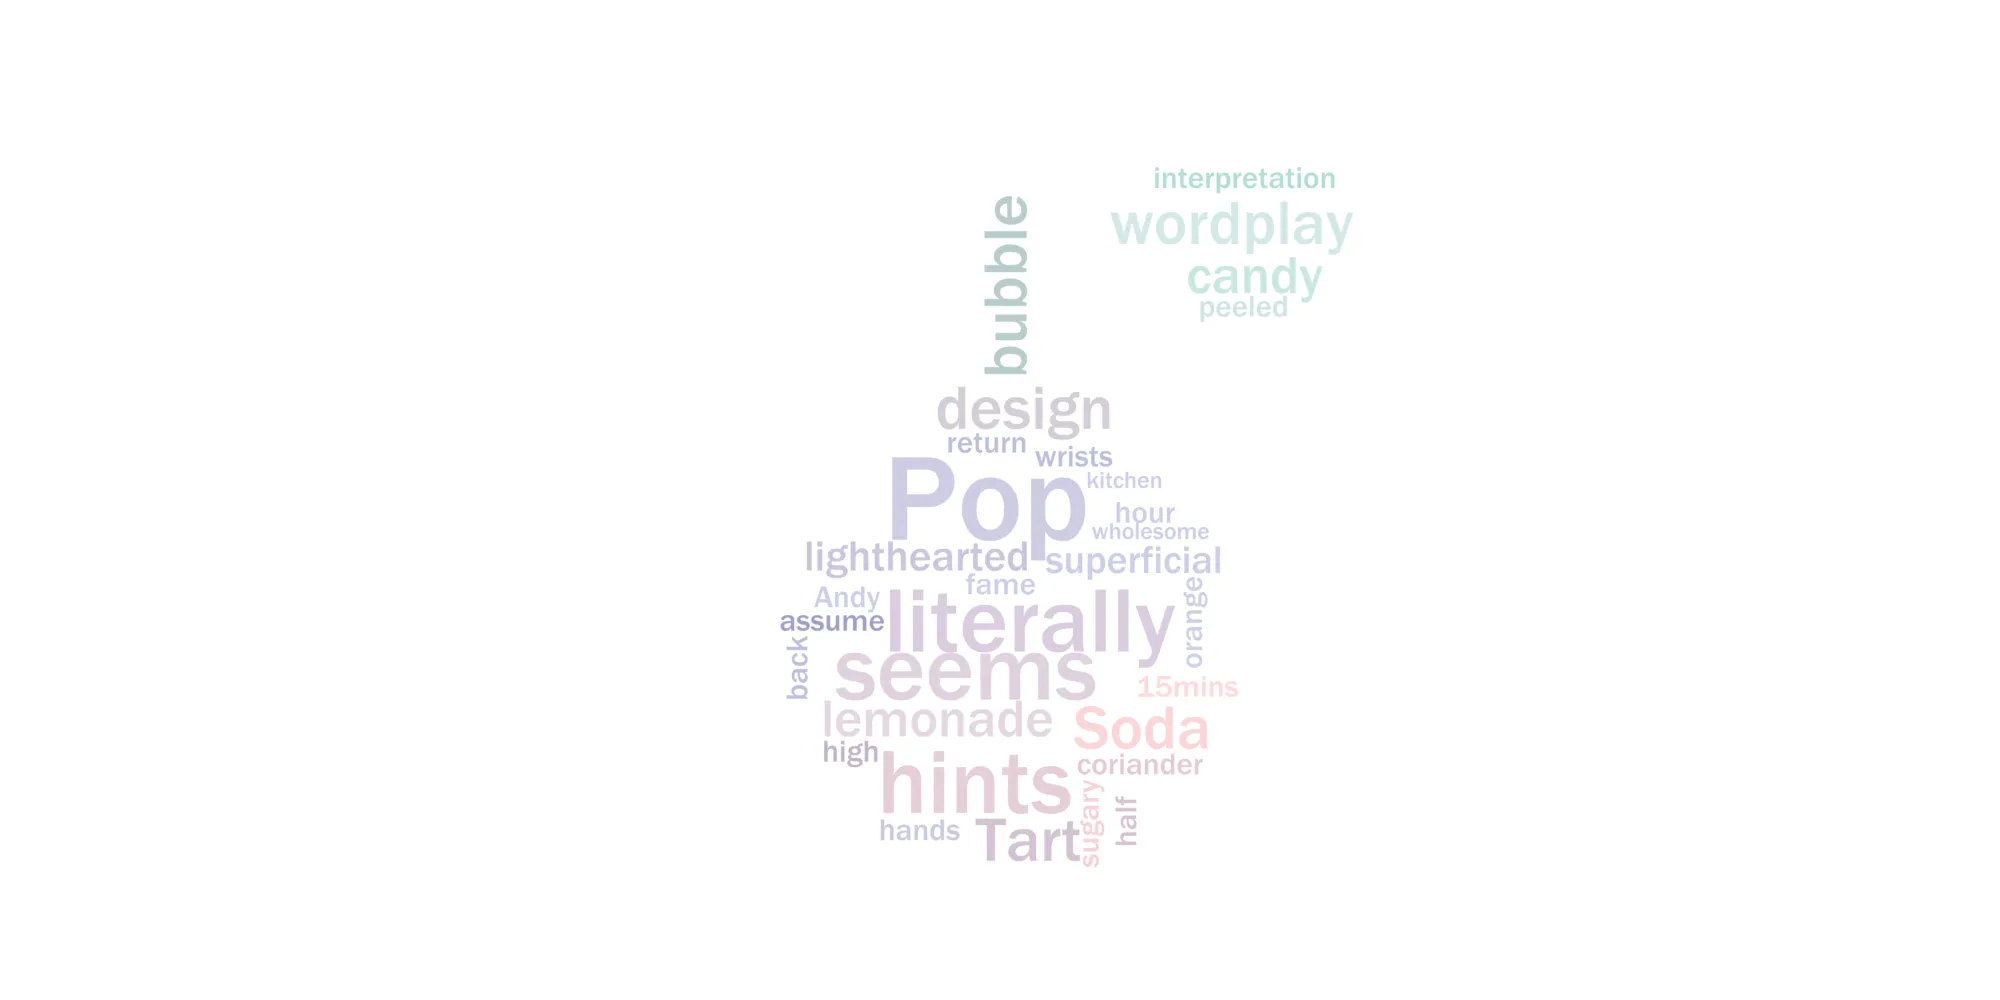 interpretation
wordplay
candy
peeled
bubble
design
return
wrists
Pop
kitchen
hour
wholesome
lighthearted
superficial
fame
Andy
orange
assume
literally
back
seems
15mins
lemonade
Soda
high
coriander
hints
sugary
half
hands
Tart